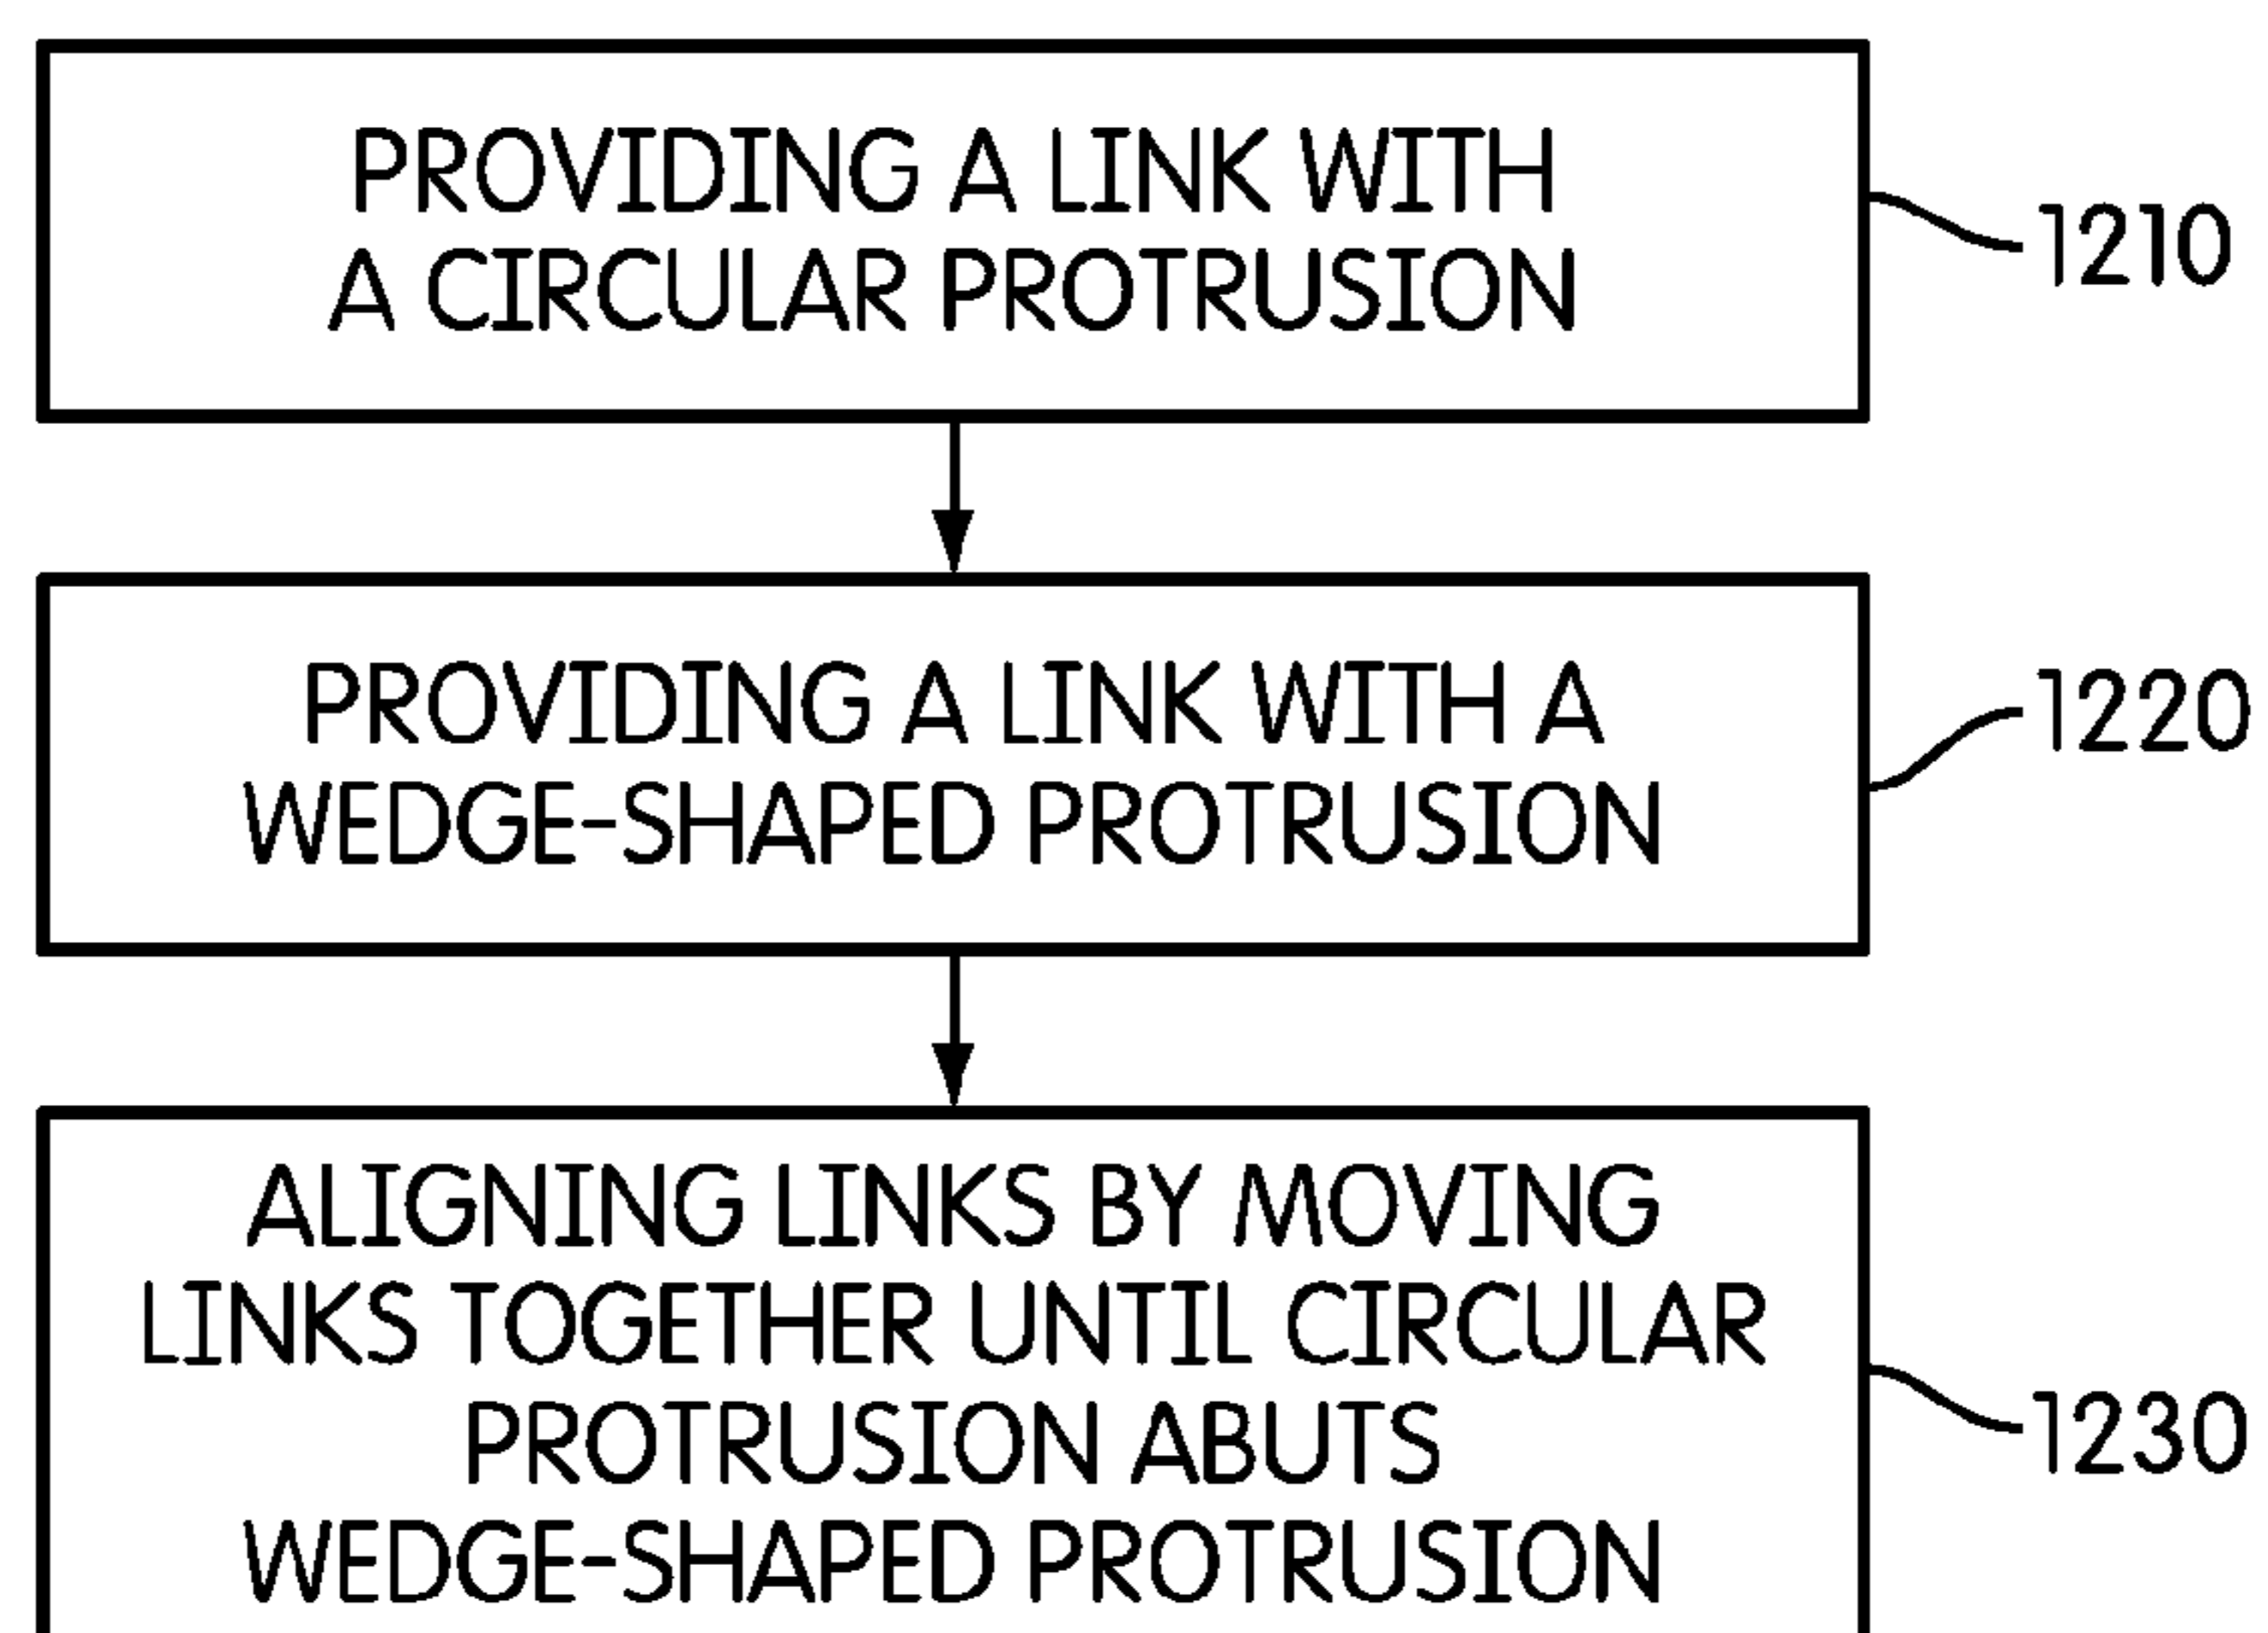 PROVIDING A LINK WITH
A CIRCULAR PROTRUSION
1210
PROVIDING A LINK WITH A
WEDGE-SHAPED PROTRUSION
1220
ALIGNING LINKS BY MOVING
LINKS TOGETHER UNTIL CIRCULAR
PROTRUSION ABUTS
WEDGE-SHAPED PROTRUSION
1230